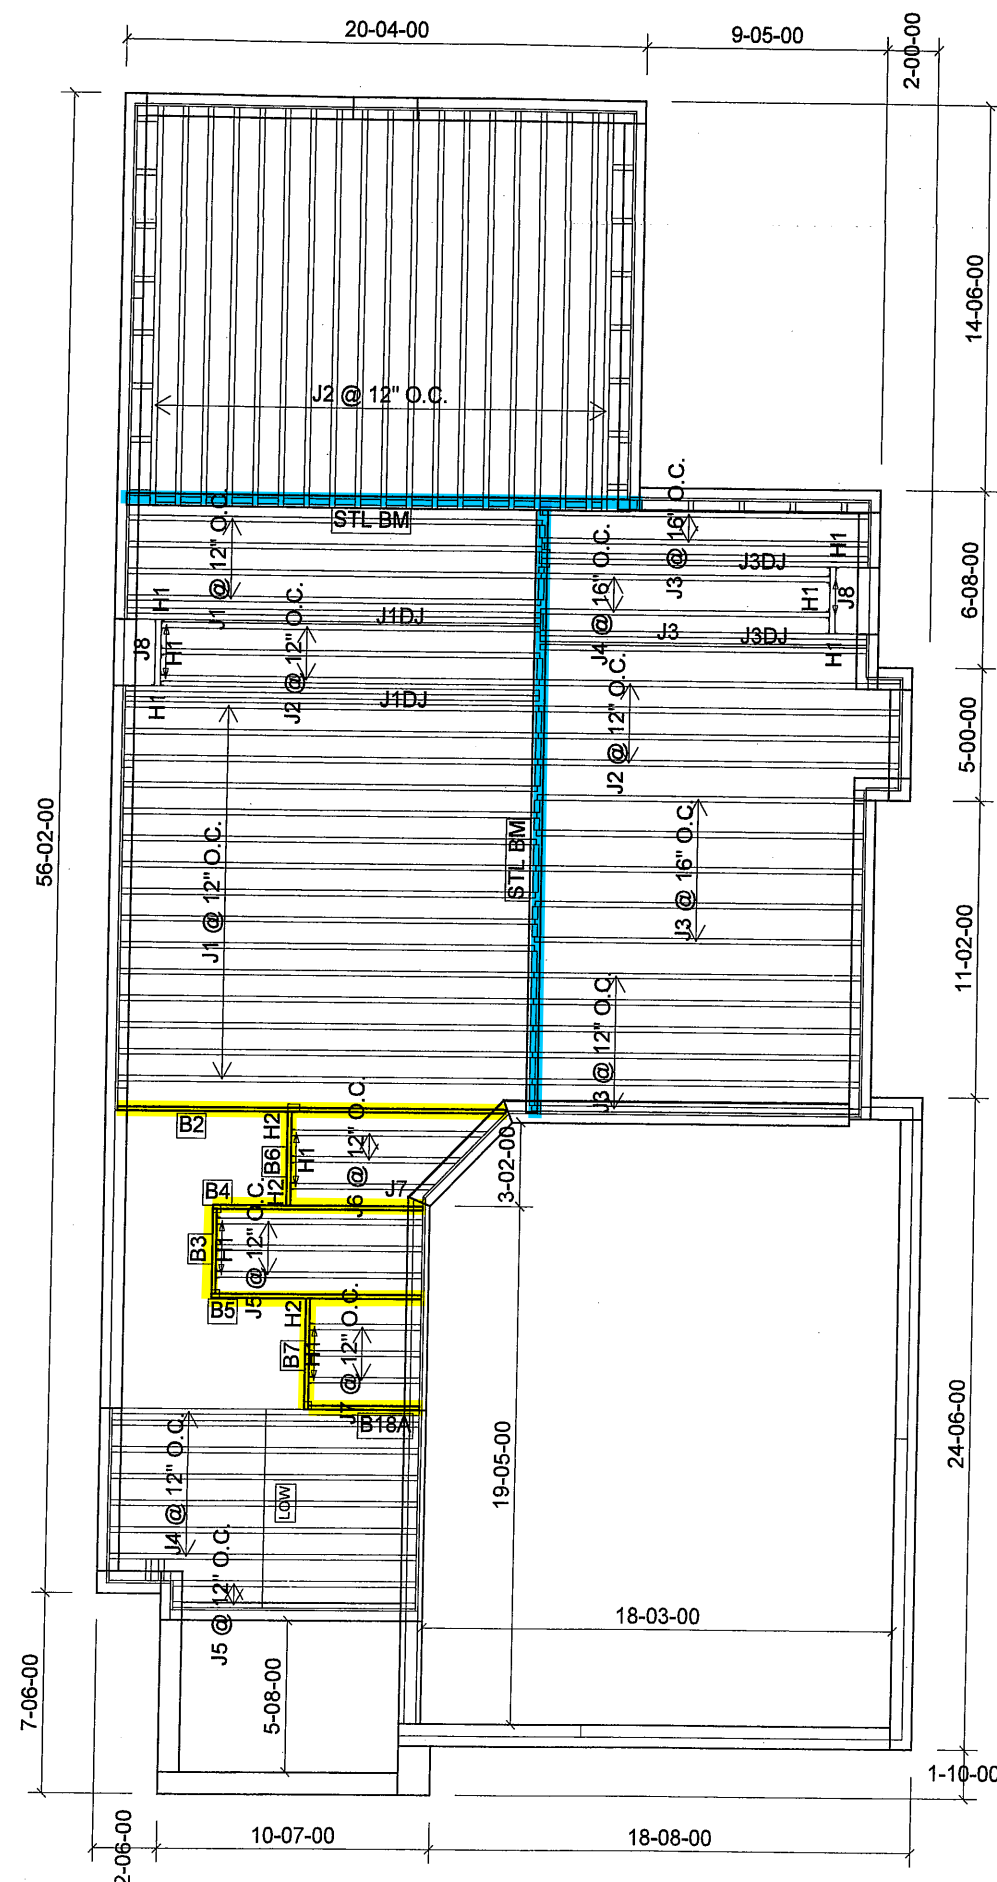 20-04-00
9-05-00
2-00-00
14-06-00
J2 @ 12" O.C.
STL BM
J1 @ 12" O.C.
J3 @ 16" O.C.
J3DJ
H1
J4 @ 16" O.C.
H1
J8
6-08-00
H1
J1DJ
J2 @ 12" O.C.
J3
J3DJ
H1
J8
H1
H1
J1DJ
J2 @ 12" O.C.
5-00-00
56-02-00
STL BM
J1 @ 12" O.C.
J3 @ 16" O.C.
11-02-00
J3 @ 12" O.C.
B2
H2
B6
H1
H2
J6 @ 12" O.C.
J7
3-02-00
B4
B3
H1
J5 @ 12" O.C.
B5
H2
B7
H1
J7 @ 12" O.C.
B18A
J4 @ 12" O.C.
LOW
19-05-00
24-06-00
J5 @ 12" O.C.
18-03-00
7-06-00
5-08-00
1-10-00
2-06-00
10-07-00
18-08-00